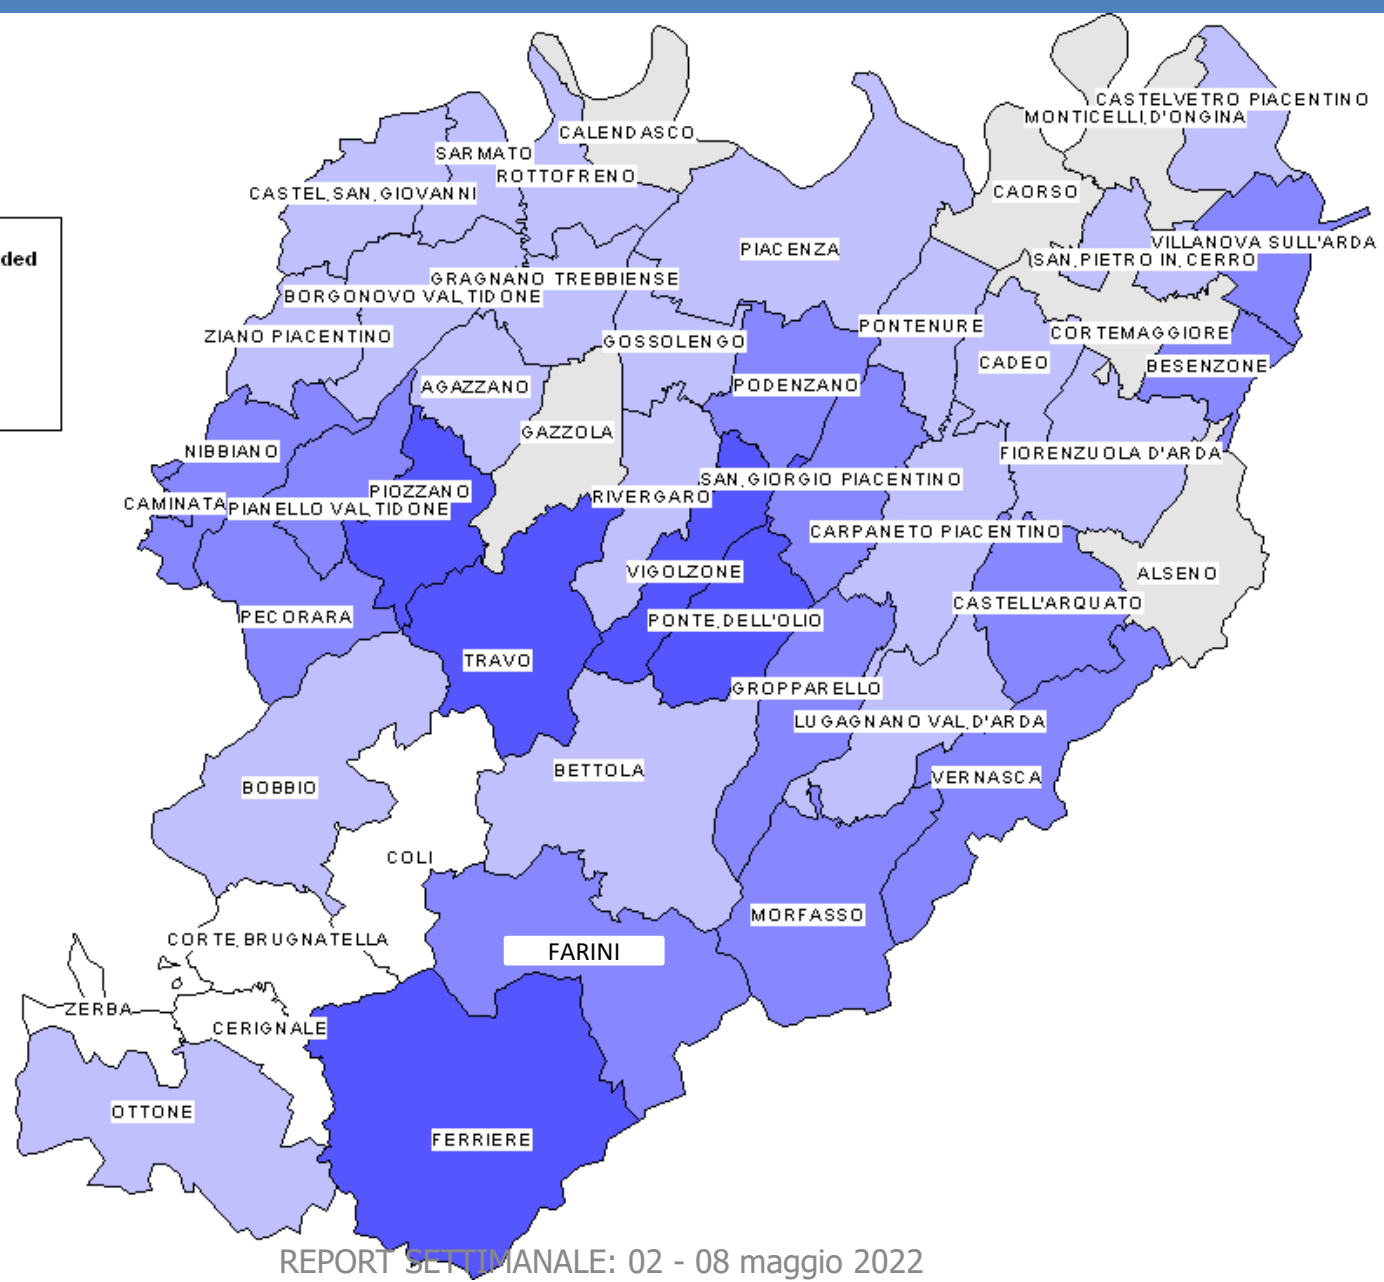 CASTELVETRO PIACENTINO
MONTICELLI D'ONGINA
CALENDASCO
SARMATO
ROTTOFRENO
CASTEL SAN GIOVANNI
CAORSO
PIACENZA
VILLANOVA SULL'ARDA
SAN PIETRO IN CERRO
ded
GRAGNANO TREBBIENSE
BORGONOVO VAL TIDONE
ZIANO PIACENTINO
GOSSOLENGO
PONTENURE
CORTEMAGGIORE
CADEO
BESENZONE
AGAZZANO
PODENZANO
GAZZOLA
NIBBIANO
FIORENZUOLA D'ARDA
PIOZZANO
SAN GIORGIO PIACENTINO
RIVERGARO
CAMINATA
PIANELLO VAL TIDONE
CARPANETO PIACENTINO
VIGOLZONE
ALSENO
CASTELL'ARQUATO
PECORARA
PONTE DELL'OLIO
TRAVO
GROPPARELLO
LUGAGNANO VAL D'ARDA
BETTOLA
VERNASCA
BOBBIO
COLI
MORFASSO
CORTE BRUGNATELLA
FARINI
ZERBA
CERIGNALE
OTTONE
FERRIERE
REPORT SETTIMANALE: 02 - 08 maggio 2022